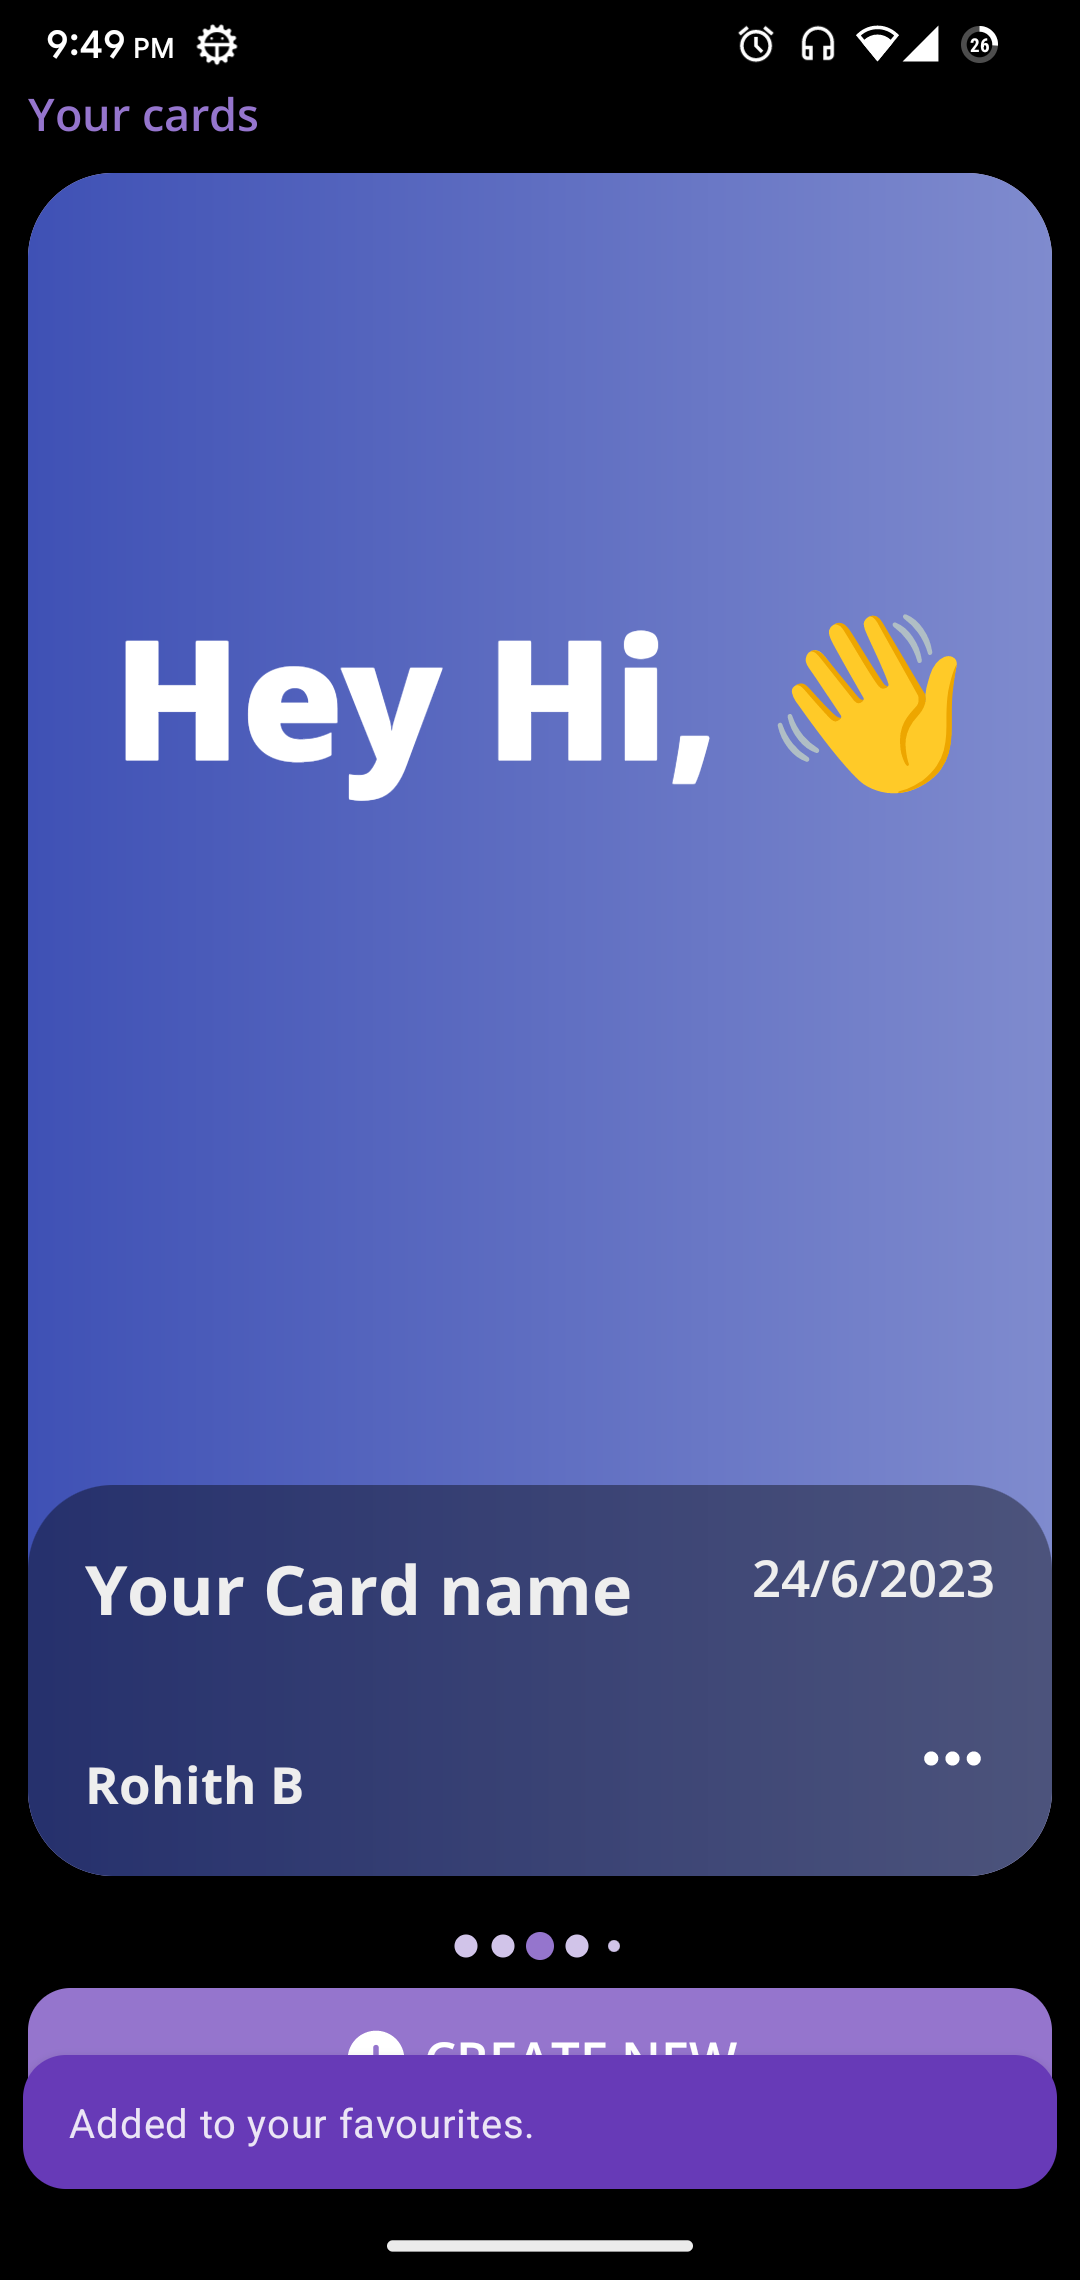 9:49 PM
26
Your cards
Hey Hi, 👋
Your Card name
24/6/2023
Rohith B
CREATE NEW
Added to your favourites.